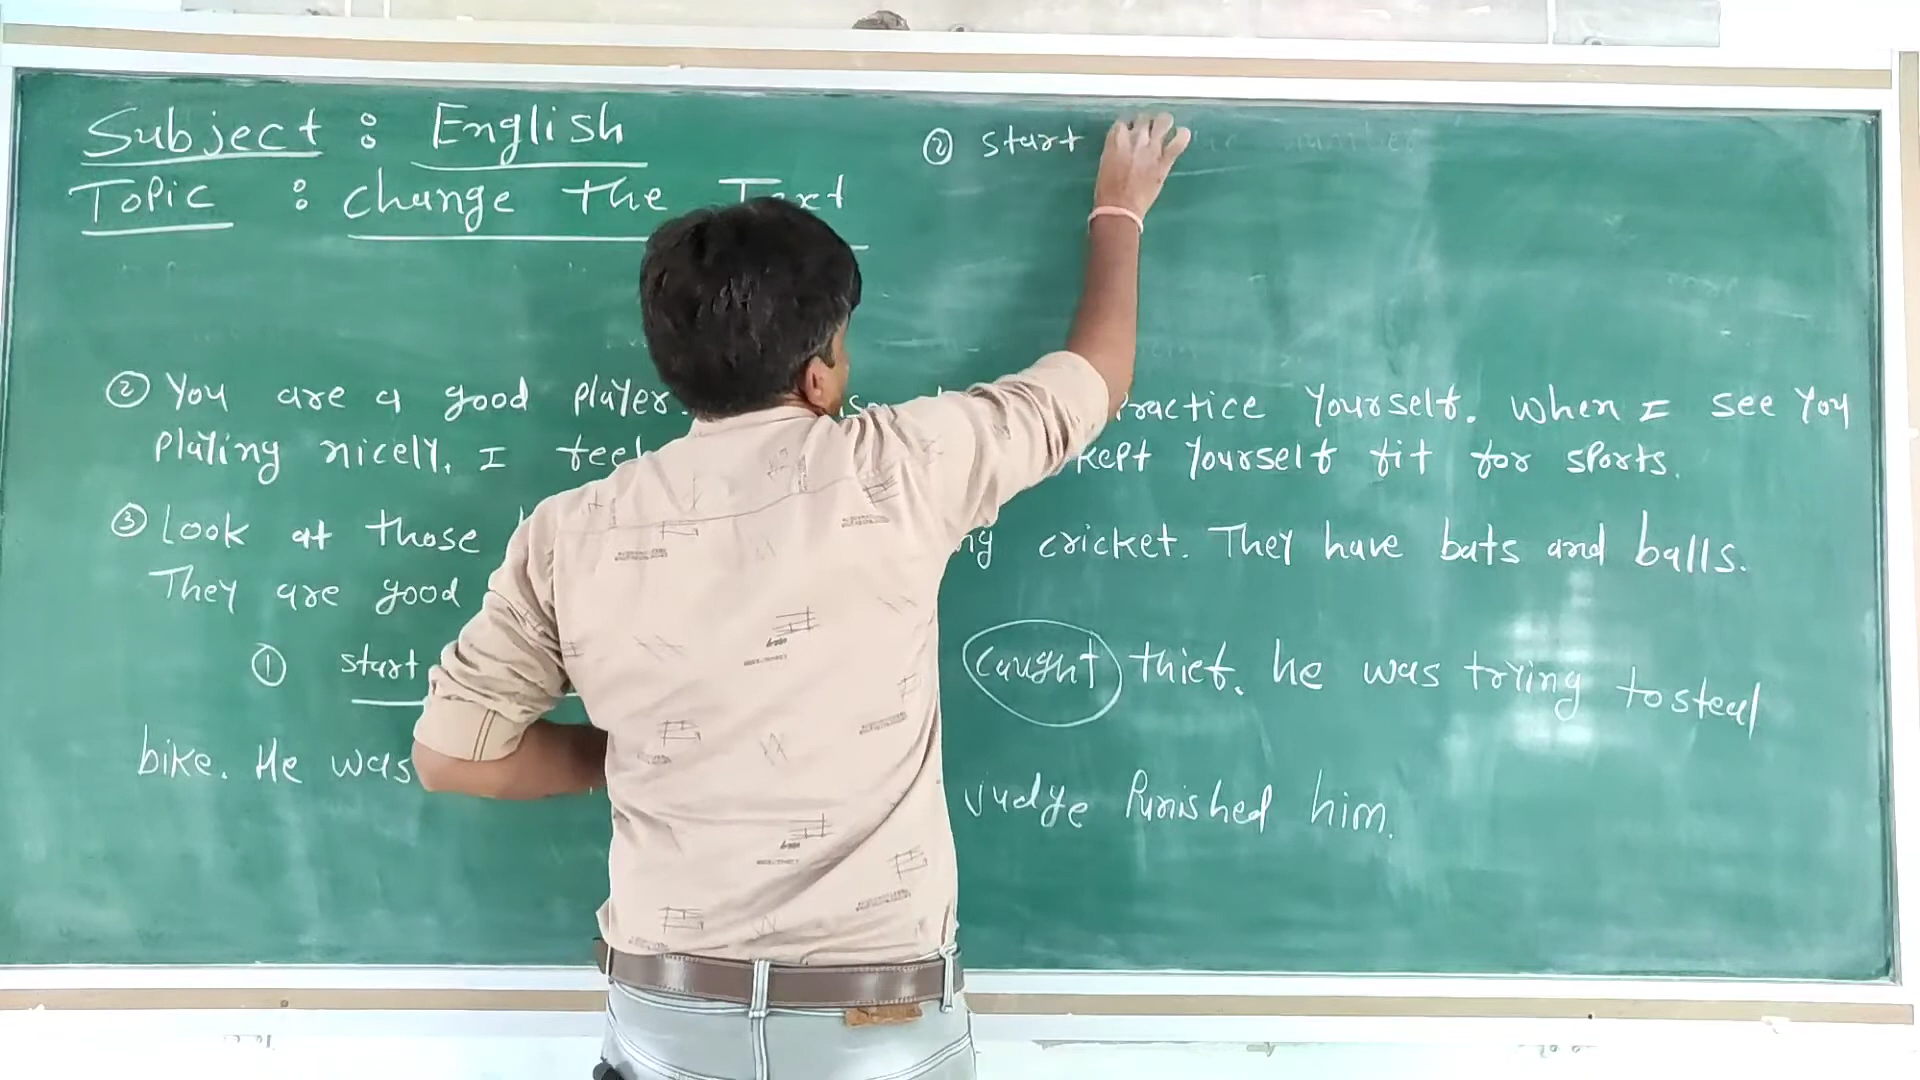 Subject : English
Topic : change the Text
② start
② You are a good player. Practice Yourself. When I see You
Playing nicely, I feel kept Yourself fit for sports.
③ Look at those cricket. They have bats and balls.
They are good
① start caught thief. he was trying to steal
bike. He was judge Punished him.